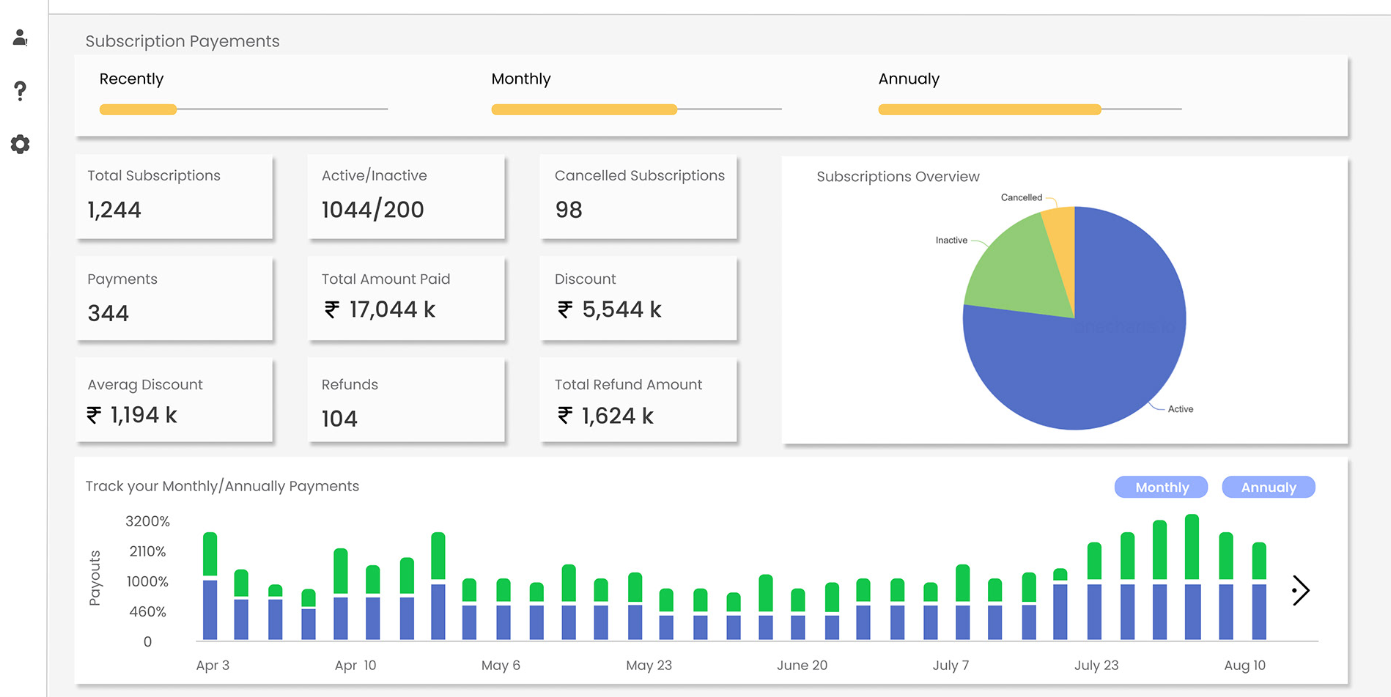 Subscription Payements
Recently
Monthly
Annualy
Total Subscriptions
1,244
Active/Inactive
1044/200
Cancelled Subscriptions
98
Payments
344
Total Amount Paid
₹ 17,044 k
Discount
₹ 5,544 k
Averag Discount
₹ 1,194 k
Refunds
104
Total Refund Amount
₹ 1,624 k
Subscriptions Overview
Cancelled
Inactive
Active
Track your Monthly/Annually Payments
Monthly
Annualy
Payouts
3200%
2110%
1000%
460%
0
Apr 3
Apr 10
May 6
May 23
June 20
July 7
July 23
Aug 10